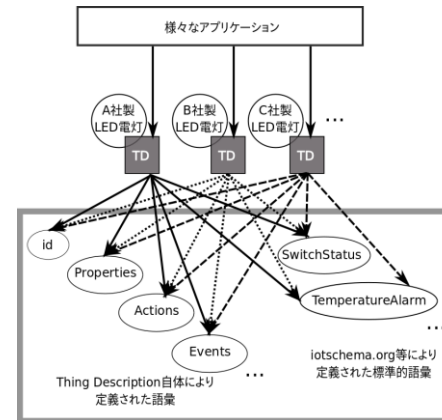 様々なアプリケーション
A社製
LED電灯
B社製
LED電灯
C社製
LED電灯
...
TD
TD
TD
id
Properties
Actions
Events
...
SwitchStatus
TemperatureAlarm
...
Thing Description自体により
定義された語彙
iotschema.org等により
定義された標準的語彙